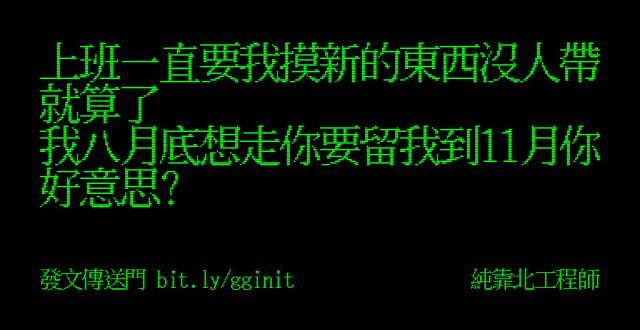 上班一直要我摸新的東西沒人帶
就算了
我八月底想走你要留我到11月你
好意思?
發文傳送門 bit.ly/gginit
純靠北工程師